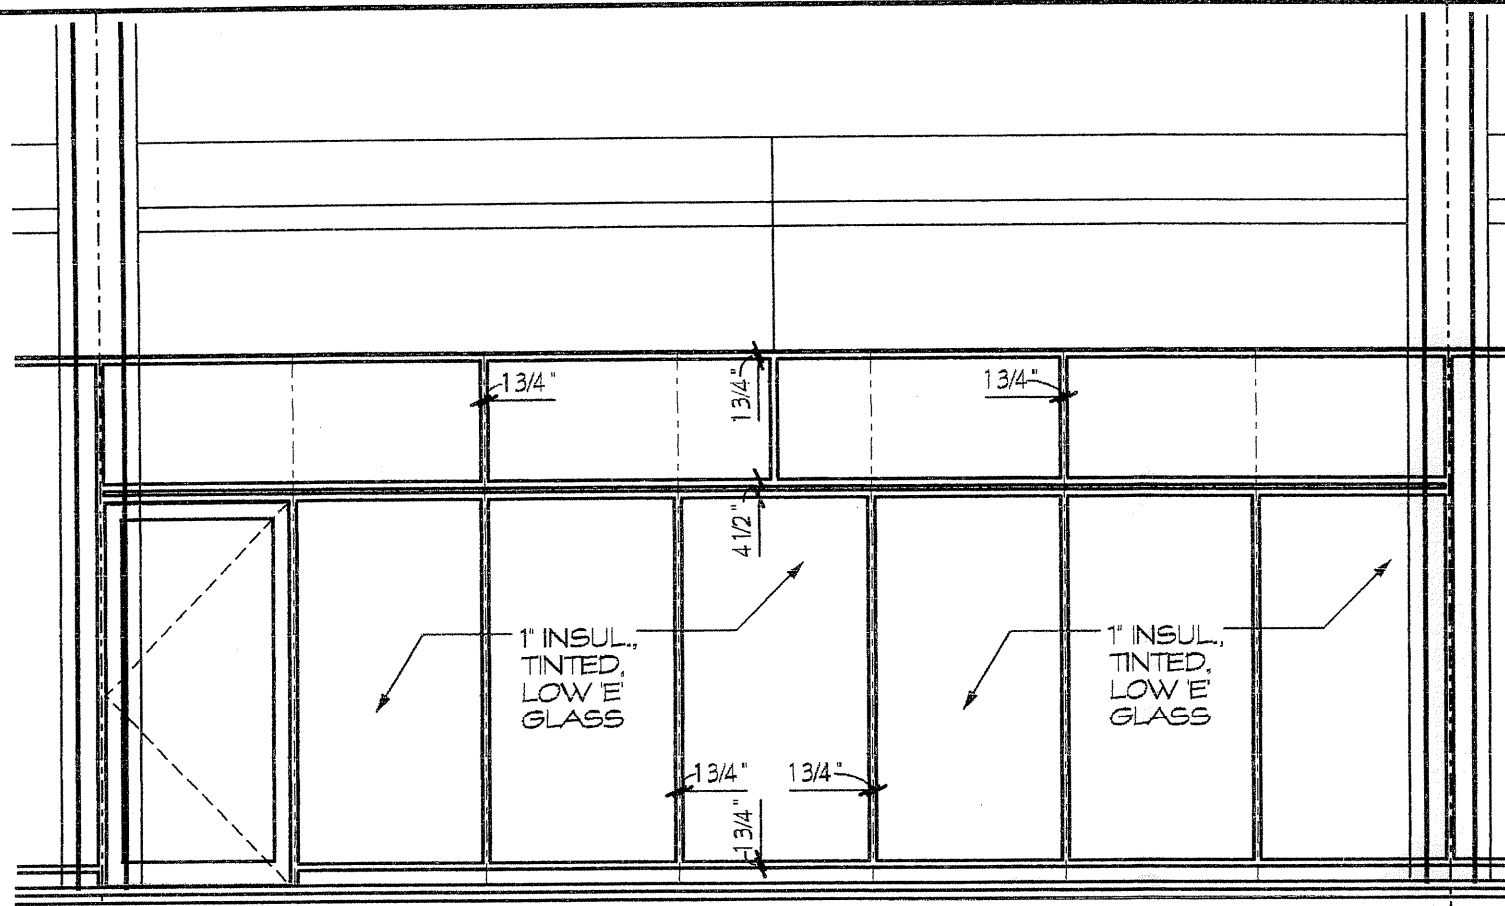 1 3/4"
1 3/4"
1 3/4"
4 1/2"
1" INSUL.,
TINTED,
LOW 'E'
GLASS
1" INSUL.,
TINTED,
LOW 'E'
GLASS
1 3/4"
1 3/4"
1 3/4"